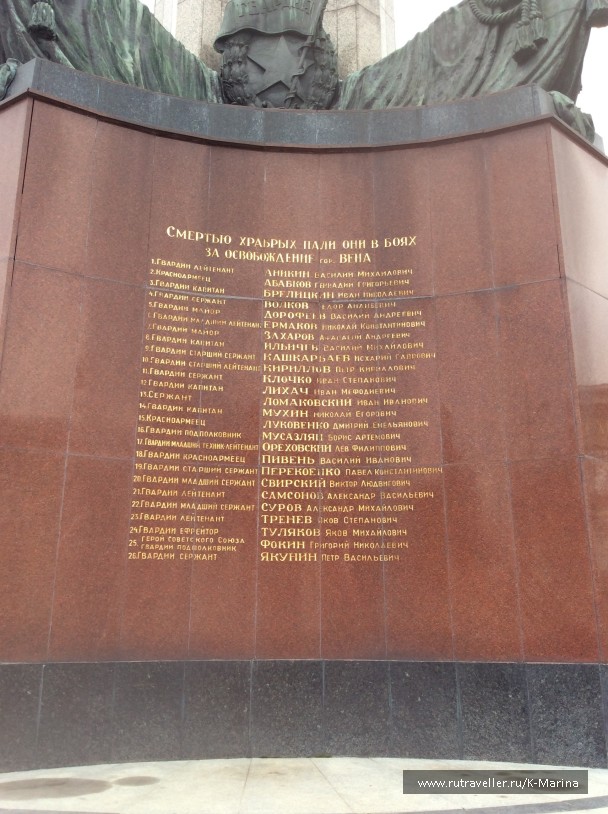 СМЕРТЬЮ ХРАБРЫХ ПАЛИ ОНИ В БОЯХ
ЗА ОСВОБОЖДЕНИЕ ГОР. ВЕНА
1. ГВАРДИИ ЛЕЙТЕНАНТ АНИКИН ВАСИЛИЙ МИХАЙЛОВИЧ
2. КРАСНОАРМЕЕЦ АБАБКОВ ГЕННАДИЙ ГРИГОРЬЕВИЧ
3. ГВАРДИИ КАПИТАН БРЕЛИЦКИН ИВАН НИКОЛАЕВИЧ
4. ГВАРДИИ СЕРЖАНТ ВОЛКОВ
5. ГВАРДИИ МАЙОР ДОРОФЕЕВ ВАСИЛИЙ АНДРЕЕВИЧ
6. ГВАРДИИ МЛАДШИЙ ЛЕЙТЕНАНТ ЕРМАКОВ НИКОЛАЙ КОНСТАНТИНОВИЧ
7. ГВАРДИИ МАЙОР ЗАХАРОВ АНДРЕЕВИЧ
8. ГВАРДИИ КАПИТАН ВАСИЛИЙ МИХАЙЛОВИЧ
9. ГВАРДИИ СТАРШИЙ СЕРЖАНТ КАШКАРБАЕВ
10. ГВАРДИИ СТАРШИЙ ЛЕЙТЕНАНТ КИРИЛЛОВ ПЕТР КИРИЛЛОВИЧ
11. ГВАРДИИ СЕРЖАНТ КЛОЧКО ИВАН СТЕПАНОВИЧ
12. ГВАРДИИ КАПИТАН ЛИХАЧ ИВАН МЕФОДИЕВИЧ
13. СЕРЖАНТ ЛОМАКОВСКИЙ ИВАН ИВАНОВИЧ
14. ГВАРДИИ КАПИТАН МУХИН НИКОЛАЙ ЕГОРОВИЧ
15. КРАСНОАРМЕЕЦ ЛУКОВЕНКО ДМИТРИЙ ЕМЕЛЬЯНОВИЧ
16. ГВАРДИИ ПОДПОЛКОВНИК МУСАЗЛЯЦ БОРИС АРТЕМОВИЧ
17. ГВАРДИИ МЛАДШИЙ ТЕХНИК-ЛЕЙТЕНАНТ ОРЕХОВСКИЙ ЛЕВ ФИЛИППОВИЧ
18. ГВАРДИИ КРАСНОАРМЕЕЦ ПИВЕНЬ ВАСИЛИЙ ИВАНОВИЧ
19. ГВАРДИИ СТАРШИЙ СЕРЖАНТ ПЕРЕКОЕНКО ПАВЕЛ КОНСТАНТИНОВИЧ
20. ГВАРДИИ МЛАДШИЙ СЕРЖАНТ СВИРСКИЙ ВИКТОР ЛЮДВИГОВИЧ
21. ГВАРДИИ ЛЕЙТЕНАНТ САМСОНОВ АЛЕКСАНДР ВАСИЛЬЕВИЧ
22. ГВАРДИИ МЛАДШИЙ СЕРЖАНТ СУРОВ АЛЕКСАНДР МИХАЙЛОВИЧ
23. ГВАРДИИ ЛЕЙТЕНАНТ ТРЕНЕВ ЯКОВ СТЕПАНОВИЧ
24. ГВАРДИИ ЕФРЕЙТОР ТУЛЯКОВ ЯКОВ МИХАЙЛОВИЧ
25. ГЕРОЙ СОВЕТСКОГО СОЮЗА
ГВАРДИИ ПОДПОЛКОВНИК ФОКИН ГРИГОРИЙ НИКОЛАЕВИЧ
26. ГВАРДИИ СЕРЖАНТ ЯКУНИН ПЕТР ВАСИЛЬЕВИЧ
www.rutraveller.ru/K-Marina